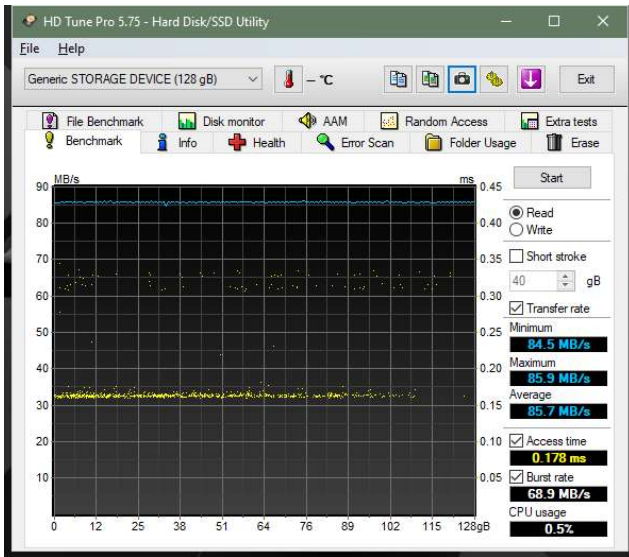 HD Tune Pro 5.75 - Hard Disk/SSD Utility
File Help
Generic STORAGE DEVICE (128 gB) – °C Exit
File Benchmark Disk monitor AAM Random Access Extra tests
Benchmark Info Health Error Scan Folder Usage Erase
MB/s ms Start
90 0.45
Read
80 0.40 Write
70 0.35 Short stroke
40 gB
60 0.30 Transfer rate
50 0.25 Minimum
84.5 MB/s
40 0.20 Maximum
85.9 MB/s
Average
30 0.15 85.7 MB/s
20 0.10 Access time
0.178 ms
10 0.05 Burst rate
68.9 MB/s
CPU usage
0 12 25 38 51 64 76 89 102 115 128gB 0.5%